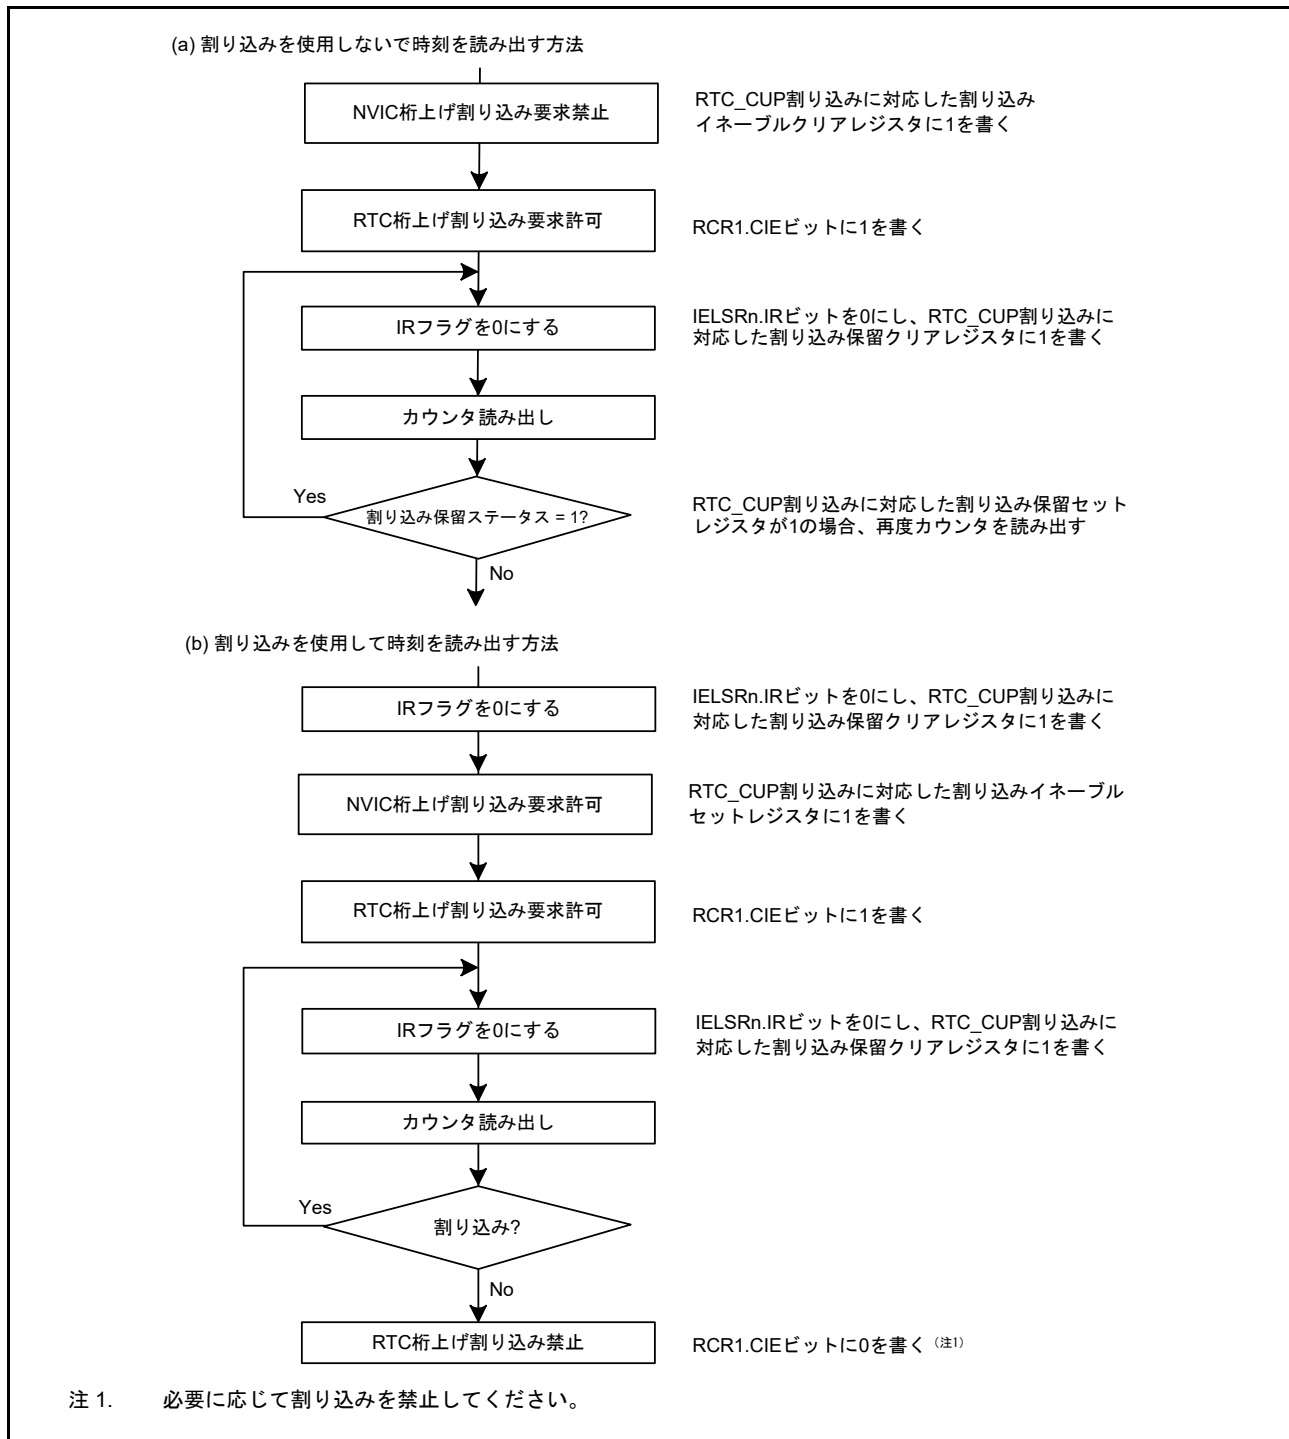 (a) 割り込みを使用しないで時刻を読み出す方法
NVIC桁上げ割り込み要求禁止
RTC_CUP割り込みに対応した割り込み
イネーブルクリアレジスタに1を書く
RTC桁上げ割り込み要求許可
RCR1.CIEビットに1を書く
IRフラグを0にする
IELSRn.IRビットを0にし、RTC_CUP割り込みに
対応した割り込み保留クリアレジスタに1を書く
カウンタ読み出し
Yes
割り込み保留ステータス = 1?
RTC_CUP割り込みに対応した割り込み保留セット
レジスタが1の場合、再度カウンタを読み出す
No
(b) 割り込みを使用して時刻を読み出す方法
IRフラグを0にする
IELSRn.IRビットを0にし、RTC_CUP割り込みに
対応した割り込み保留クリアレジスタに1を書く
NVIC桁上げ割り込み要求許可
RTC_CUP割り込みに対応した割り込みイネーブル
セットレジスタに1を書く
RTC桁上げ割り込み要求許可
RCR1.CIEビットに1を書く
IRフラグを0にする
IELSRn.IRビットを0にし、RTC_CUP割り込みに
対応した割り込み保留クリアレジスタに1を書く
カウンタ読み出し
Yes
割り込み?
No
RTC桁上げ割り込み禁止
RCR1.CIEビットに0を書く（注1）
注 1. 必要に応じて割り込みを禁止してください。